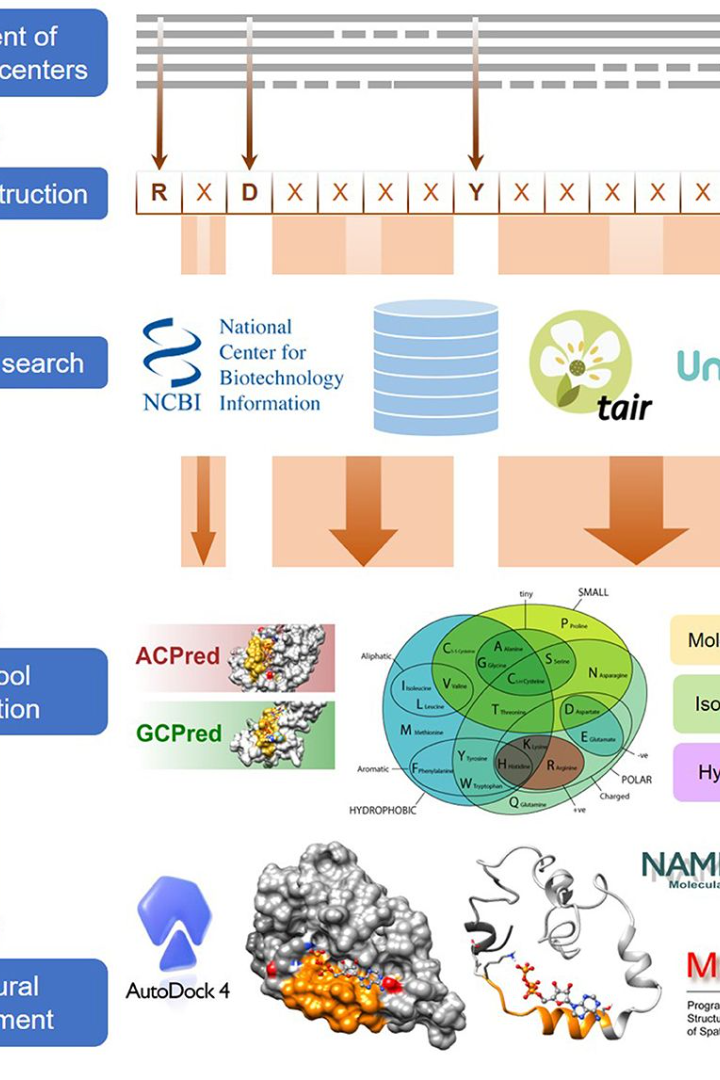 ent of
centers
R X D X X X X Y X X X X X
truction
search
NCBI
National
Center for
Biotechnology
Information
tair
Un
ool
tion
ACPred
GCPred
tiny
SMALL
P Proline
Aliphatic
C S-S Cysteine
A Alanine
S Serine
G Glycine
C S-H Cysteine
N Asparagine
I Isoleucine
V Valine
L Leucine
T Threonine
D Aspartate
M Methionine
E Glutamate
K Lysine
Y Tyrosine
H Histidine
R Arginine
-ve
Aromatic
F Phenylalanine
W Tryptophan
POLAR
Charged
HYDROPHOBIC
Q Glutamine
+ve
Mol
Iso
Hy
ural
ment
AutoDock 4
NAM
Molecula
M
Progra
Structu
of Spat